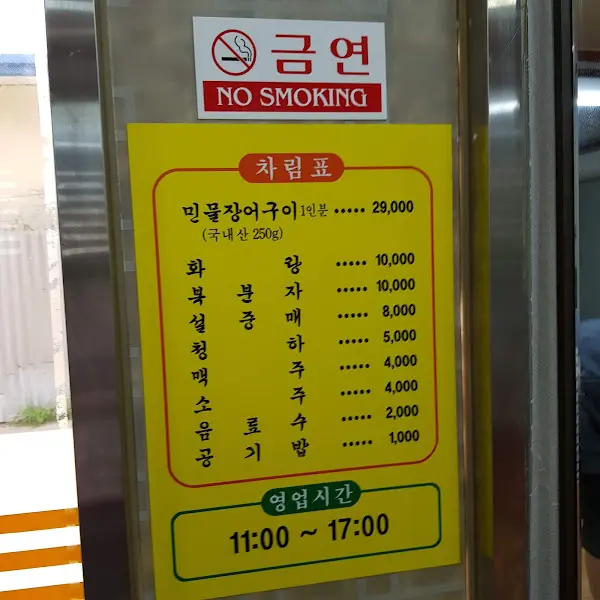 금연
NO SMOKING
차림표
민물장어구이 1인분 ····· 29,000
(국내산 250g)
화랑 ····· 10,000
복분자 ····· 10,000
설중매 ····· 8,000
청하 ····· 5,000
맥주 ····· 4,000
소주 ····· 4,000
음료수 ····· 2,000
공기밥 ····· 1,000
영업시간
11:00 ~ 17:00